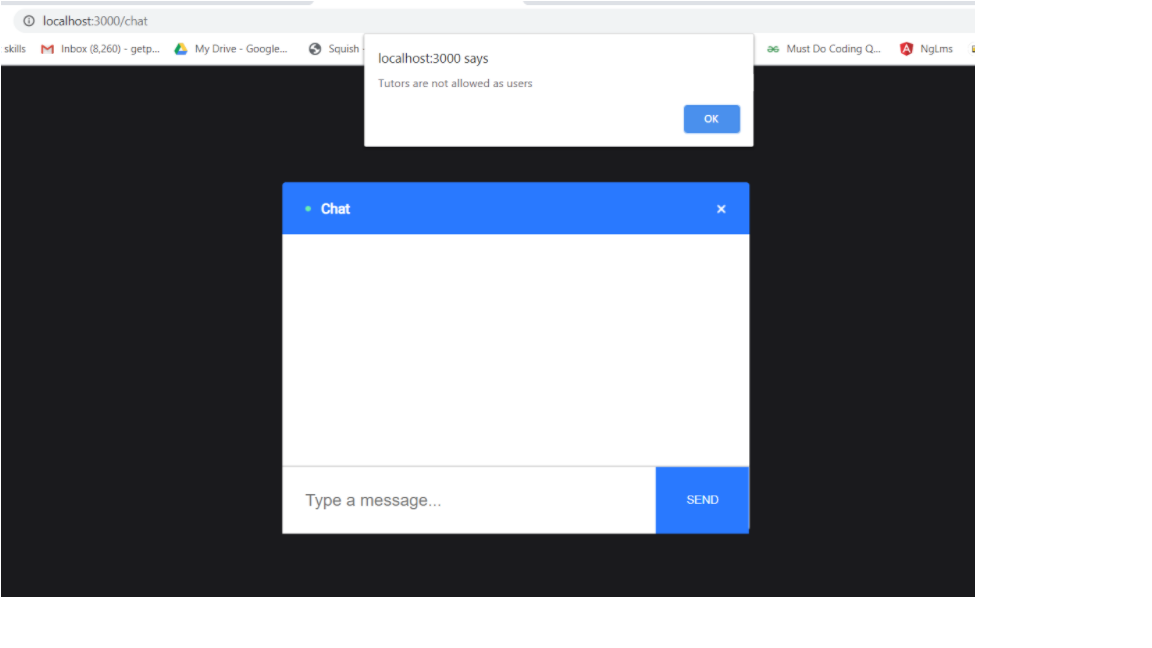 localhost:3000/chat
skills Inbox (8,260) - getp... My Drive - Google... Squish Must Do Coding Q... NgLms
localhost:3000 says
Tutors are not allowed as users
OK
Chat ×
Type a message... SEND